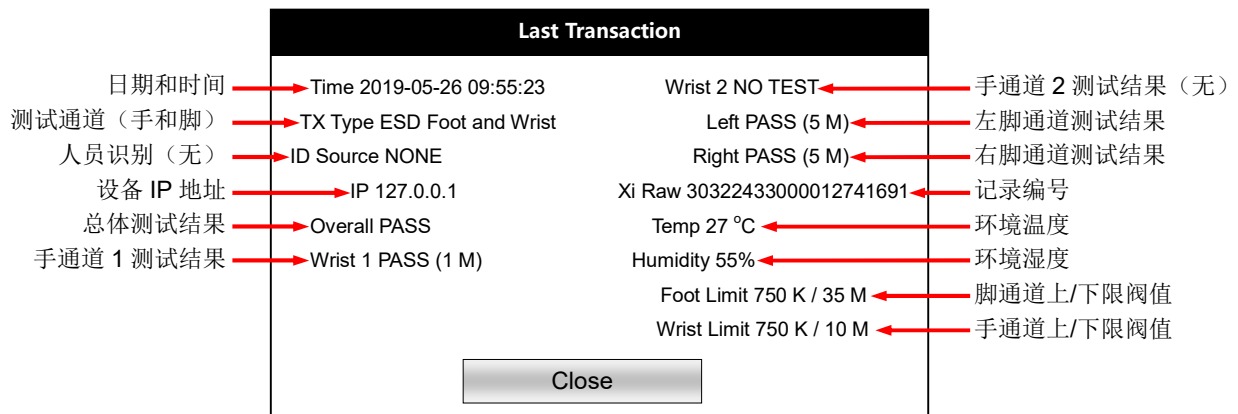 Last Transaction
日期和时间 Time 2019-05-26 09:55:23 Wrist 2 NO TEST 手通道 2 测试结果（无）
测试通道（手和脚） TX Type ESD Foot and Wrist Left PASS (5 M) 左脚通道测试结果
人员识别（无） ID Source NONE Right PASS (5 M) 右脚通道测试结果
设备 IP 地址 IP 127.0.0.1 Xi Raw 30322433000012741691 记录编号
总体测试结果 Overall PASS Temp 27 °C 环境温度
手通道 1 测试结果 Wrist 1 PASS (1 M) Humidity 55% 环境湿度
Foot Limit 750 K / 35 M 脚通道上/下限阀值
Wrist Limit 750 K / 10 M 手通道上/下限阀值
Close